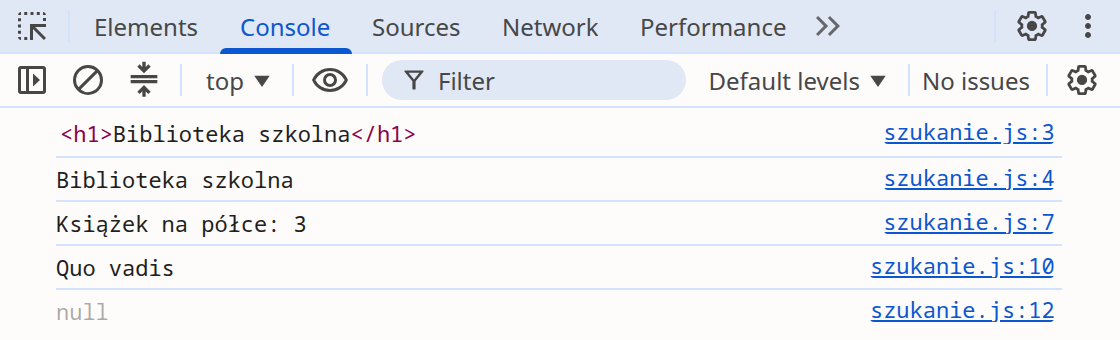 Elements Console Sources Network Performance
top Filter Default levels No issues
<h1>Biblioteka szkolna</h1> szukanie.js:3
Biblioteka szkolna szukanie.js:4
Książek na półce: 3 szukanie.js:7
Quo vadis szukanie.js:10
null szukanie.js:12